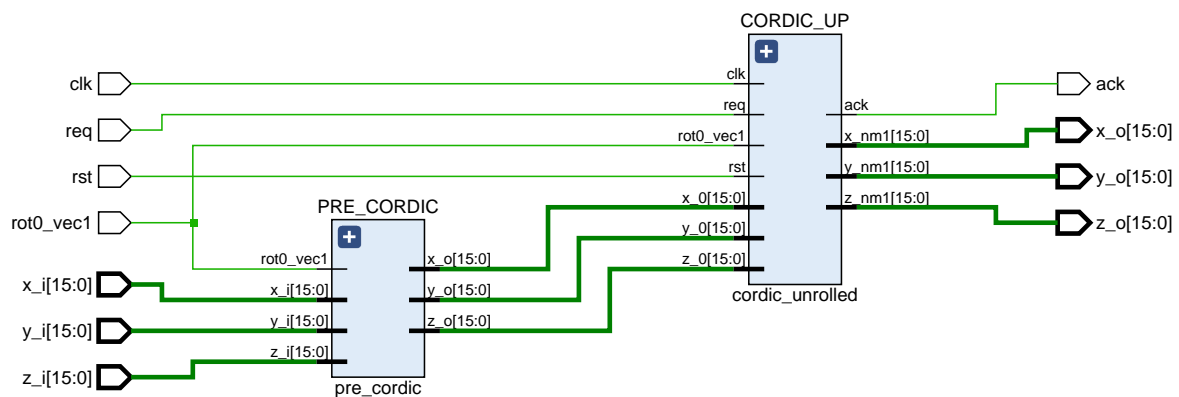 CORDIC_UP
clk
clk
req
req
ack
ack
rot0_vec1
x_nm1[15:0]
x_o[15:0]
rst
rst
y_nm1[15:0]
y_o[15:0]
PRE_CORDIC
x_0[15:0]
z_nm1[15:0]
z_o[15:0]
rot0_vec1
y_0[15:0]
rot0_vec1
x_o[15:0]
z_0[15:0]
x_i[15:0]
x_i[15:0]
y_o[15:0]
cordic_unrolled
y_i[15:0]
y_i[15:0]
z_o[15:0]
z_i[15:0]
z_i[15:0]
pre_cordic